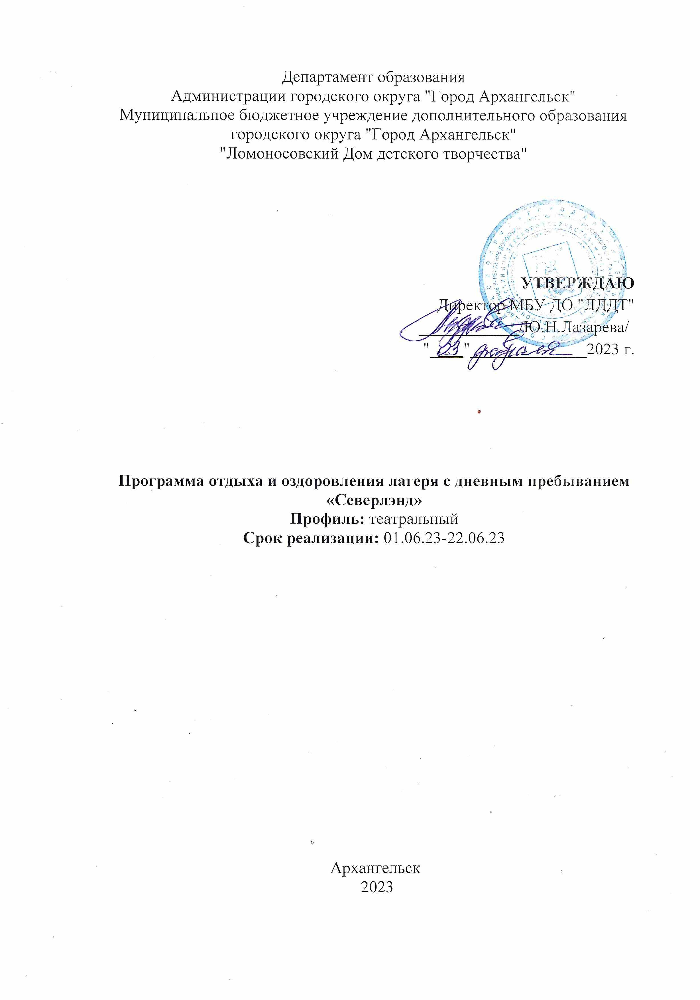 Департамент образования
Администрации городского округа "Город Архангельск"
Муниципальное бюджетное учреждение дополнительного образования
городского округа "Город Архангельск"
"Ломоносовский Дом детского творчества"
УТВЕРЖДАЮ
Директор МБУ ДО "ЛДДТ"
/Ю.Н.Лазарева/
"23" февраля 2023 г.
Программа отдыха и оздоровления лагеря с дневным пребыванием
«Северлэнд»
Профиль: театральный
Срок реализации: 01.06.23-22.06.23
Архангельск
2023